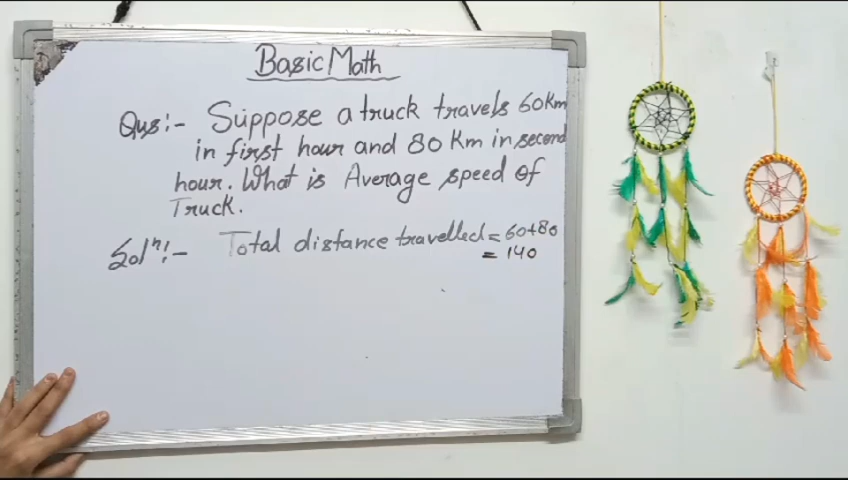 Basic Math
Qus:- Suppose a truck travels 60Km
in first hour and 80 Km in second
hour. What is Average speed of
Truck.
Solⁿ:- Total distance travelled = 60+80
= 140